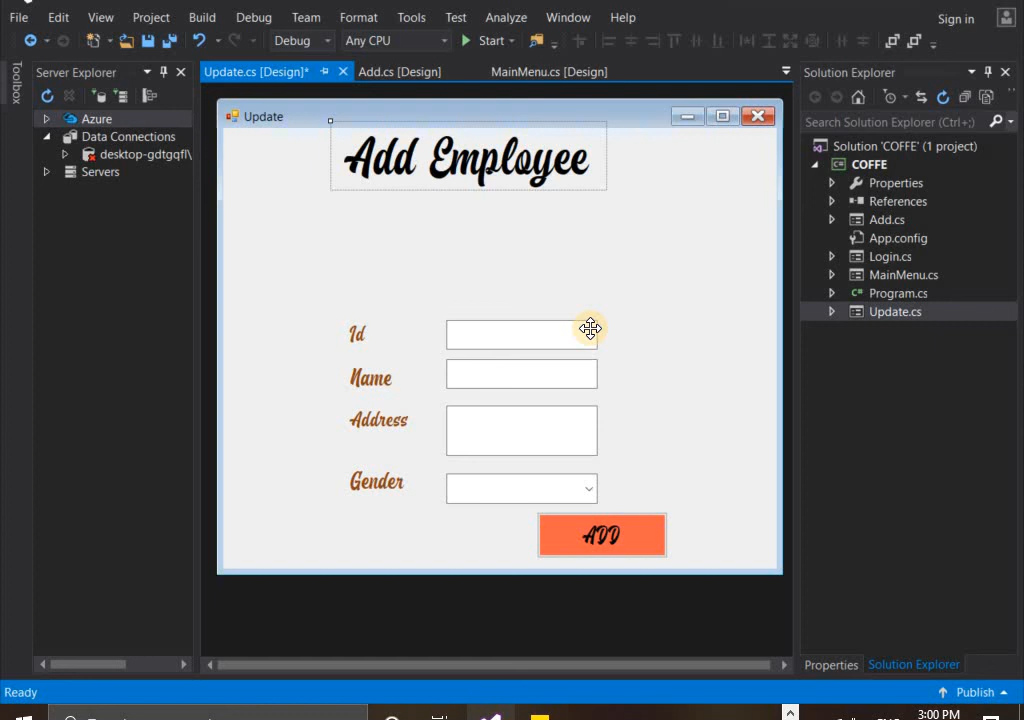 File Edit View Project Build Debug Team Format Tools Test Analyze Window Help Sign in
Debug Any CPU Start
Toolbox
Server Explorer
Update.cs [Design]* Add.cs [Design] MainMenu.cs [Design]
Solution Explorer
Azure
Data Connections
desktop-gdtgqfl\
Servers
Update
Add Employee
Id
Name
Address
Gender
ADD
Search Solution Explorer (Ctrl+;)
Solution 'COFFE' (1 project)
COFFE
Properties
References
Add.cs
App.config
Login.cs
MainMenu.cs
Program.cs
Update.cs
Properties Solution Explorer
Ready
Publish
3:00 PM